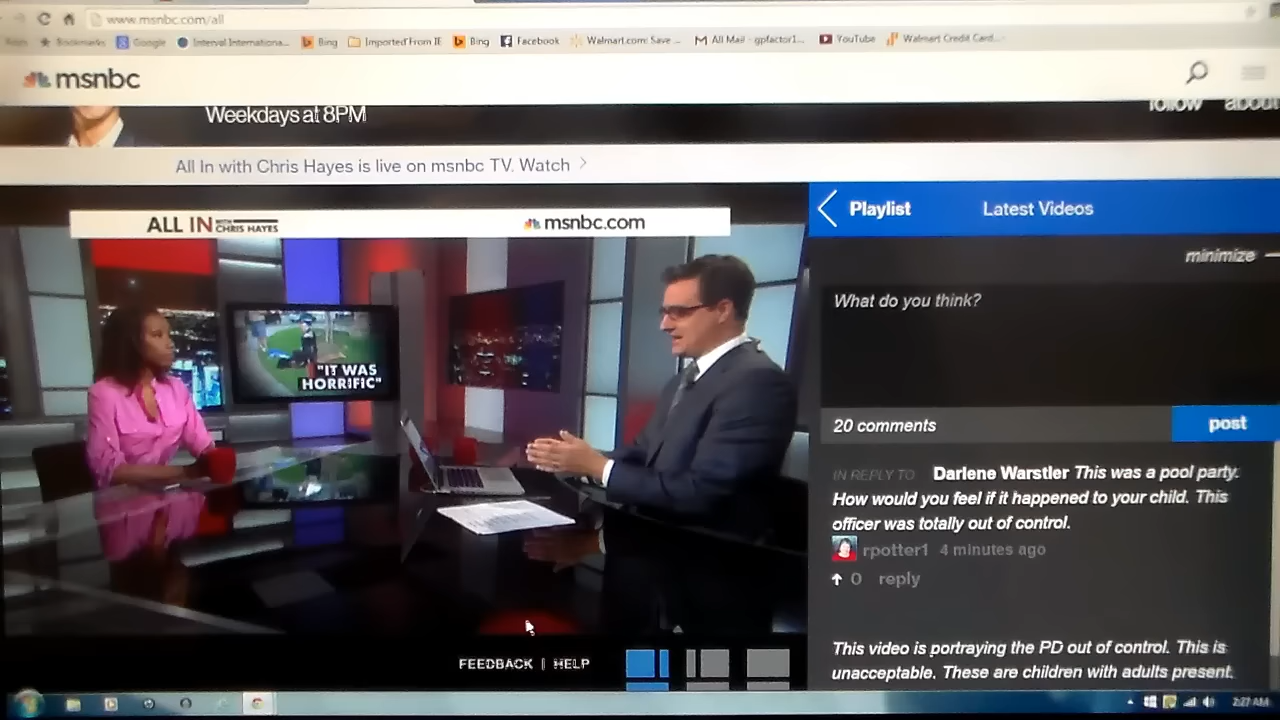 www.msnbc.com/all
Bookmarks Google Interval Internationa... Bing Imported From IE Bing Facebook Walmart.com: Save ... All Mail - gpfactor1... YouTube Walmart Credit Card...
msnbc
Weekdays at 8PM
follow about
All In with Chris Hayes is live on msnbc TV. Watch >
ALL IN WITH CHRIS HAYES
msnbc.com
"IT WAS
HORRIFIC"
Playlist Latest Videos
minimize
What do you think?
20 comments post
IN REPLY TO Darlene Warstler This was a pool party.
How would you feel if it happened to your child. This
officer was totally out of control.
rpotter1 4 minutes ago
0 reply
This video is portraying the PD out of control. This is
unacceptable. These are children with adults present.
FEEDBACK | HELP
2:27 AM